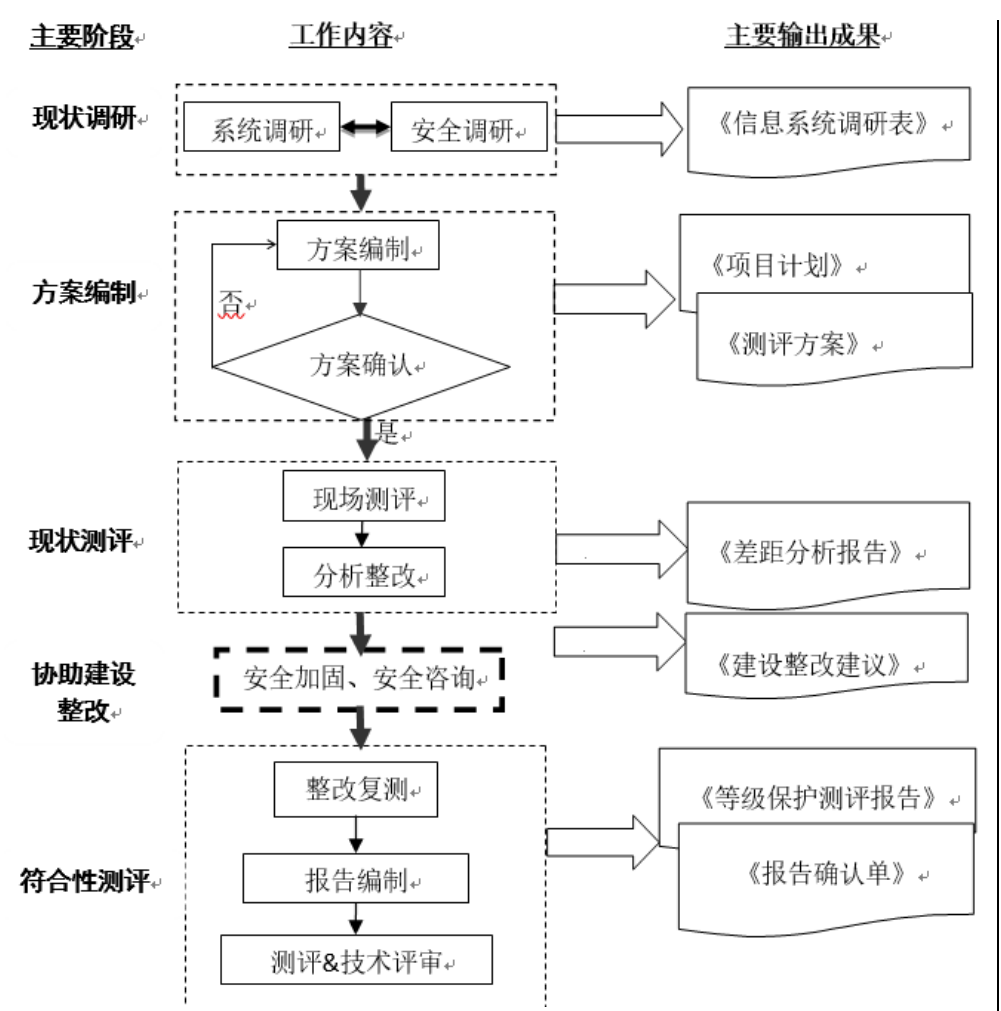 主要阶段
工作内容
主要输出成果
现状调研
系统调研
安全调研
《信息系统调研表》
方案编制
方案编制
否
方案确认
是
《项目计划》
《测评方案》
现状测评
现场测评
分析整改
《差距分析报告》
协助建设
整改
安全加固、安全咨询
《建设整改建议》
符合性测评
整改复测
报告编制
测评&技术评审
《等级保护测评报告》
《报告确认单》